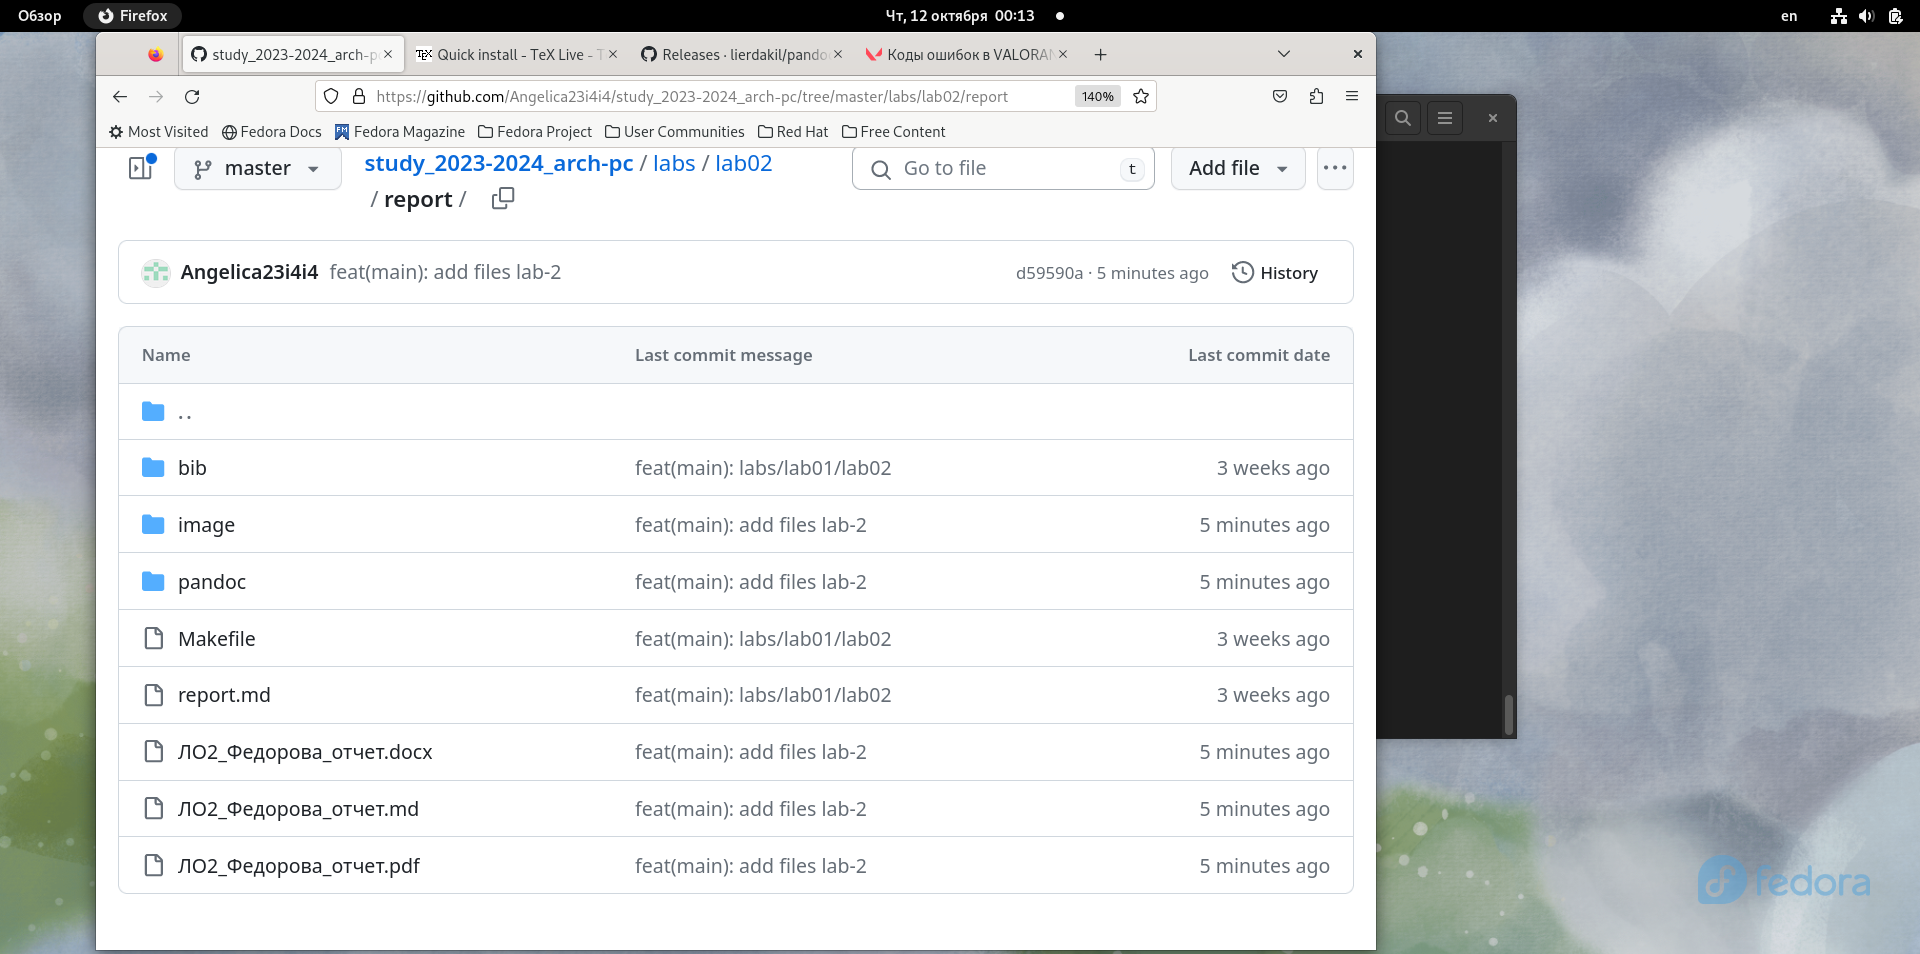 Обзор Firefox Чт, 12 октября 00:13 en
study_2023-2024_arch-p Quick install - TeX Live - T Releases · lierdakil/pando Коды ошибок в VALORAN
https://github.com/Angelica23i4i4/study_2023-2024_arch-pc/tree/master/labs/lab02/report 140%
Most Visited Fedora Docs Fedora Magazine Fedora Project User Communities Red Hat Free Content
master study_2023-2024_arch-pc / labs / lab02 Go to file t Add file
/ report /
Angelica23i4i4 feat(main): add files lab-2 d59590a · 5 minutes ago History
Name Last commit message Last commit date
..
bib feat(main): labs/lab01/lab02 3 weeks ago
image feat(main): add files lab-2 5 minutes ago
pandoc feat(main): add files lab-2 5 minutes ago
Makefile feat(main): labs/lab01/lab02 3 weeks ago
report.md feat(main): labs/lab01/lab02 3 weeks ago
ЛО2_Федорова_отчет.docx feat(main): add files lab-2 5 minutes ago
ЛО2_Федорова_отчет.md feat(main): add files lab-2 5 minutes ago
ЛО2_Федорова_отчет.pdf feat(main): add files lab-2 5 minutes ago
fedora